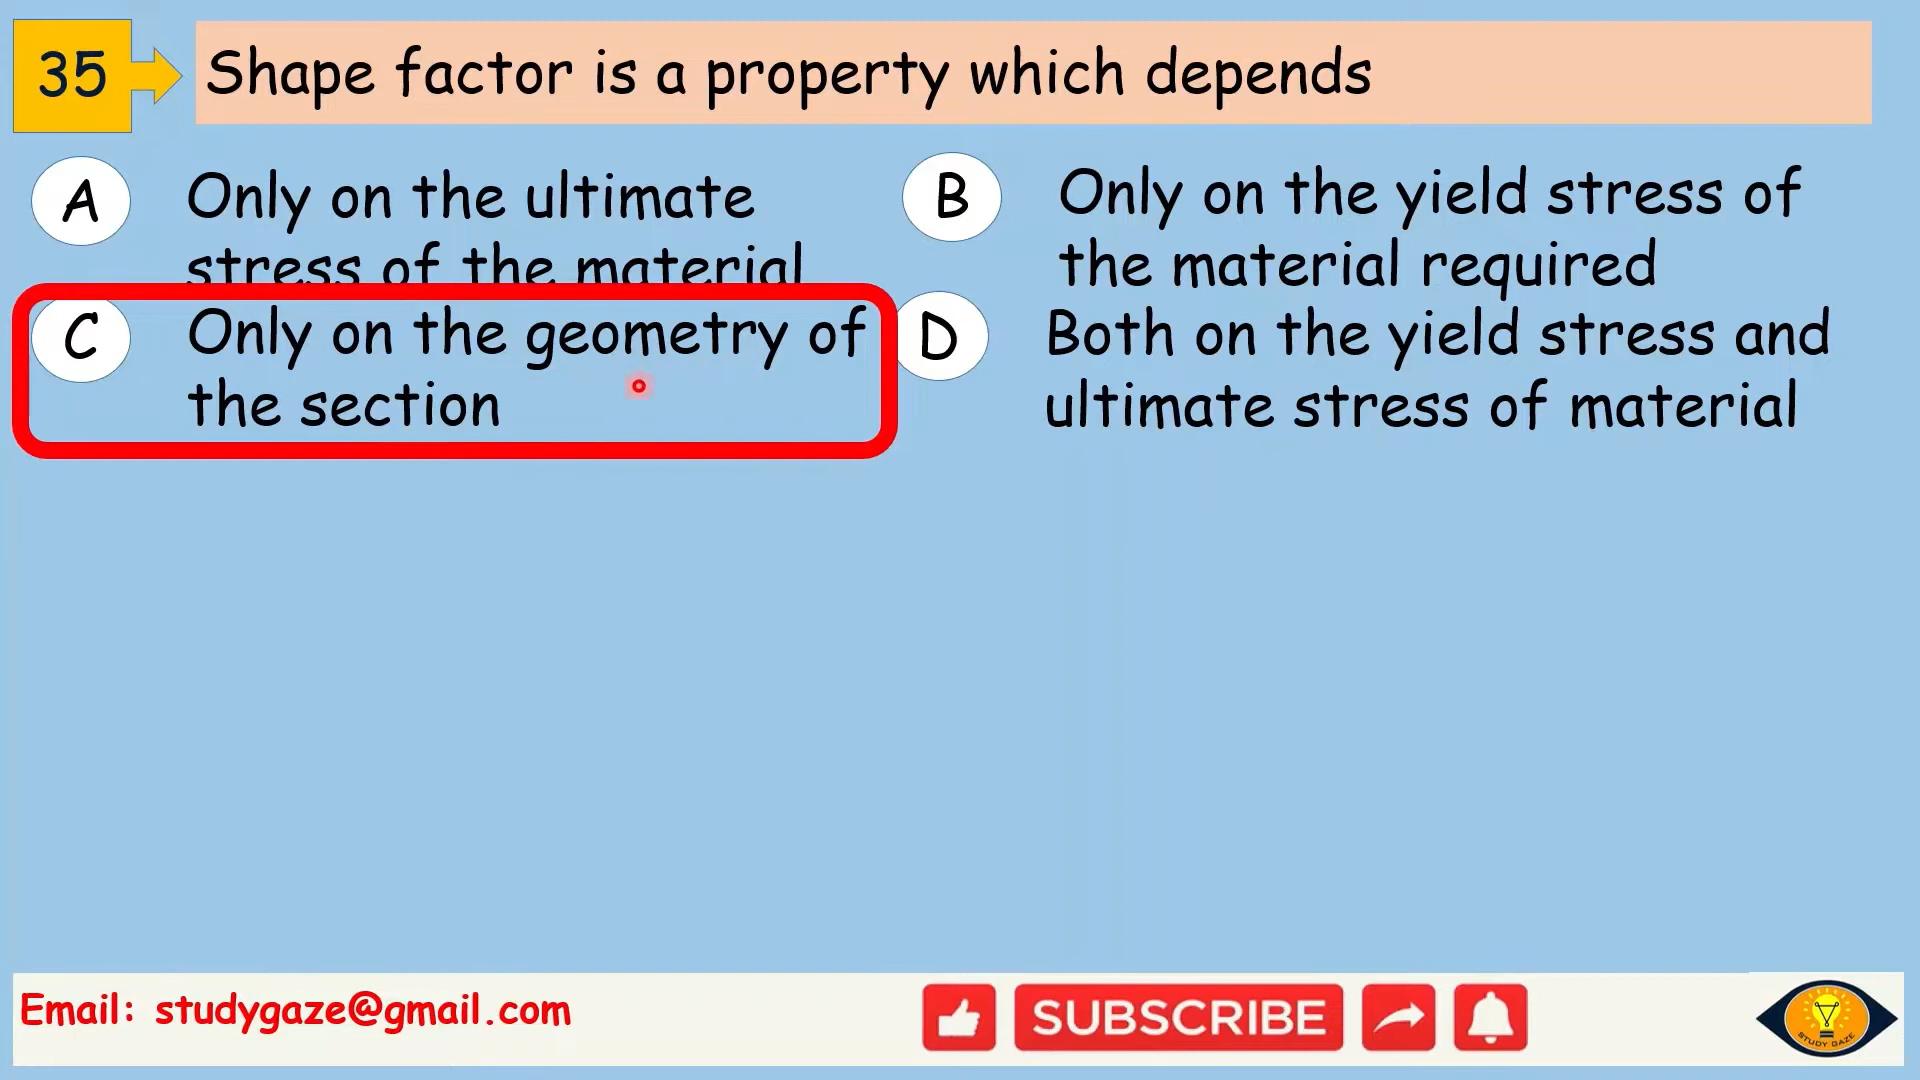 35
Shape factor is a property which depends
A
Only on the ultimate
stress of the material
B
Only on the yield stress of
the material required
C
Only on the geometry of
the section
D
Both on the yield stress and
ultimate stress of material
Email: studygaze@gmail.com
SUBSCRIBE
STUDY GAZE